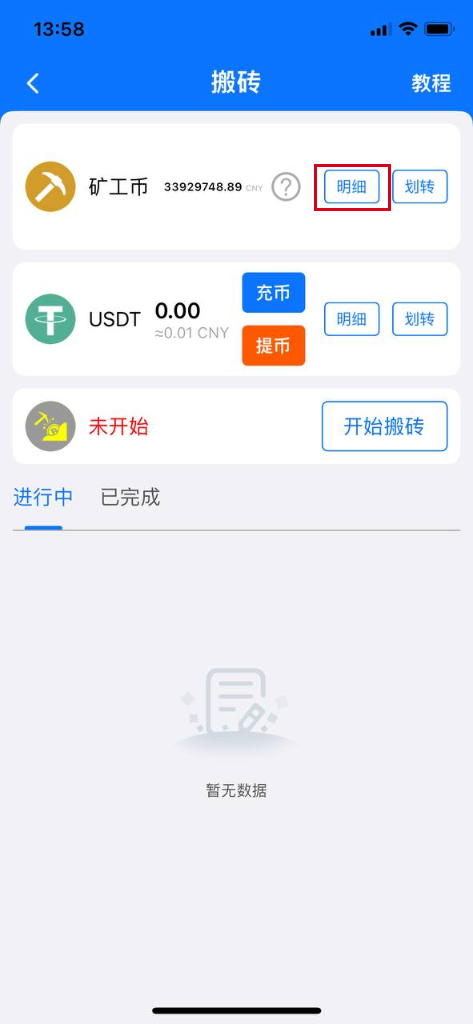 13:58
搬砖
教程
矿工币 33929748.89 CNY ? 明细 划转
USDT 0.00 ≈0.01 CNY 充币 提币 明细 划转
未开始 开始搬砖
进行中 已完成
暂无数据